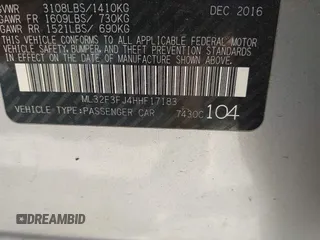 GVWR 3108LBS/1410KG DEC 2016
GAWR FR 1609LBS/ 730KG
GAWR RR 1521LBS/ 690KG
THIS VEHICLE CONFORMS TO ALL APPLICABLE FEDERAL MOTOR
VEHICLE SAFETY, BUMPER, AND THEFT PREVENTION STANDARDS
IN EFFECT ON THE DATE OF MANUFACTURE SHOWN ABOVE.
ML32F3FJ4HHF17183
VEHICLE TYPE:PASSENGER CAR 7430C 104
DREAMBID